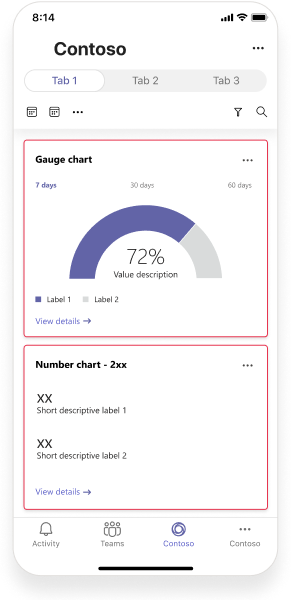 8:14
Contoso
Tab 1 Tab 2 Tab 3
Gauge chart
7 days 30 days 60 days
72%
Value description
Label 1 Label 2
View details
Number chart - 2xx
XX
Short descriptive label 1
XX
Short descriptive label 2
View details
Activity Teams Contoso Contoso